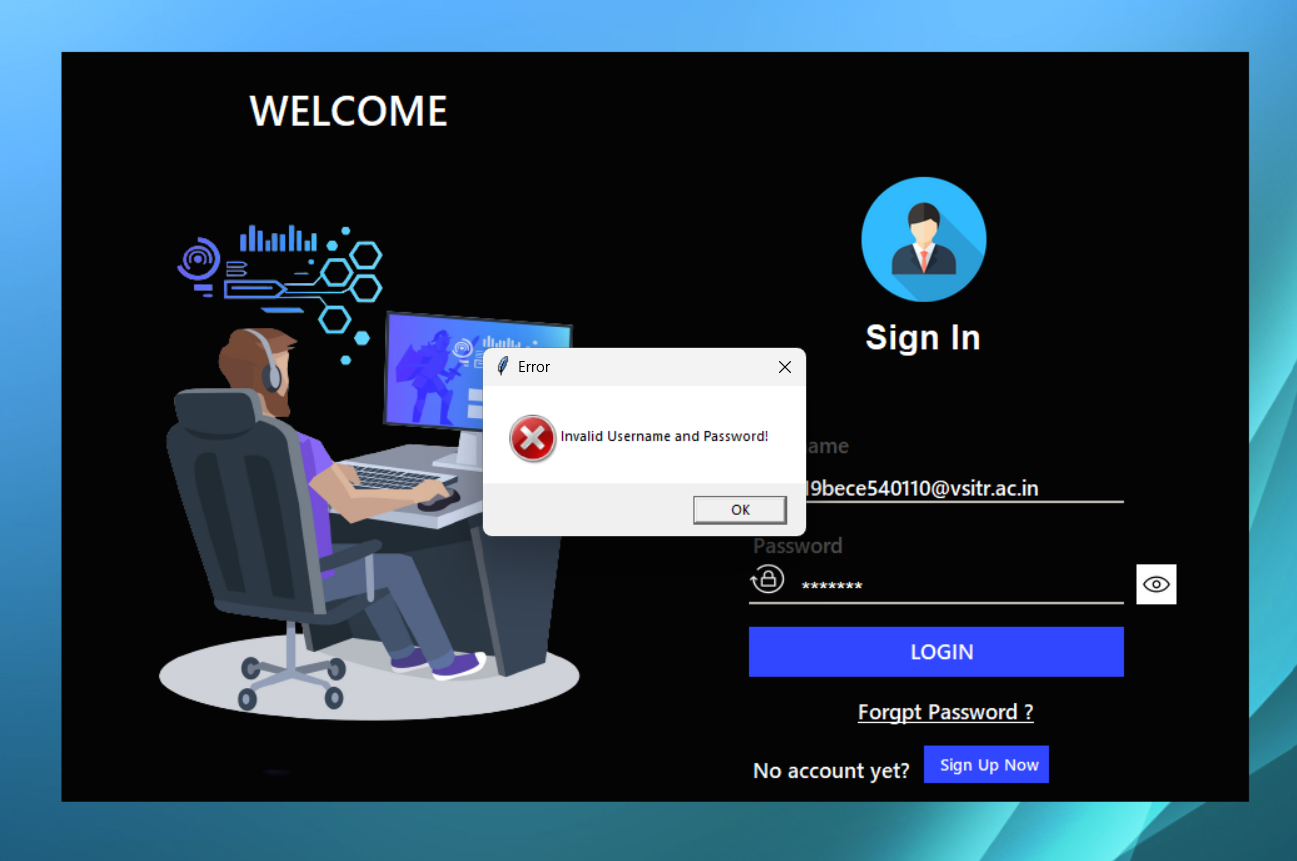 WELCOME
Sign In
Error
Invalid Username and Password!
OK
19bece540110@vsitr.ac.in
Password
*******
LOGIN
Forgpt Password ?
No account yet?
Sign Up Now